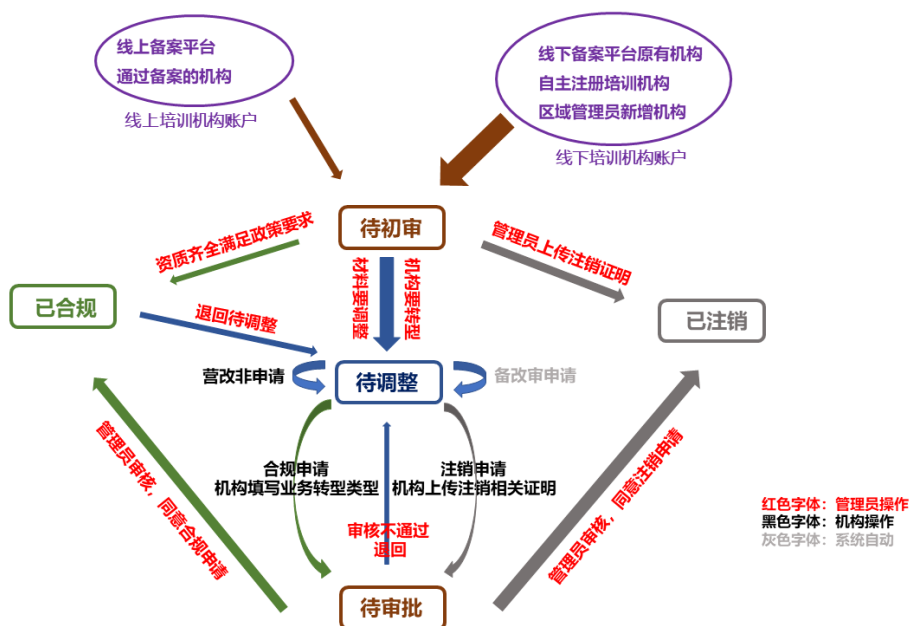 线上备案平台
通过备案的机构
线上培训机构账户
线下备案平台原有机构
自主注册培训机构
区域管理员新增机构
线下培训机构账户
待初审
资质齐全满足政策要求
管理员上传注销证明
材料要调整
机构要转型
已合规
已注销
退回待调整
营改非申请
待调整
备改审申请
合规申请
机构填写业务转型类型
注销申请
机构上传注销相关证明
审核不通过
退回
管理员审核，同意合规申请
管理员审核，同意注销申请
待审批
红色字体：管理员操作
黑色字体：机构操作
灰色字体：系统自动